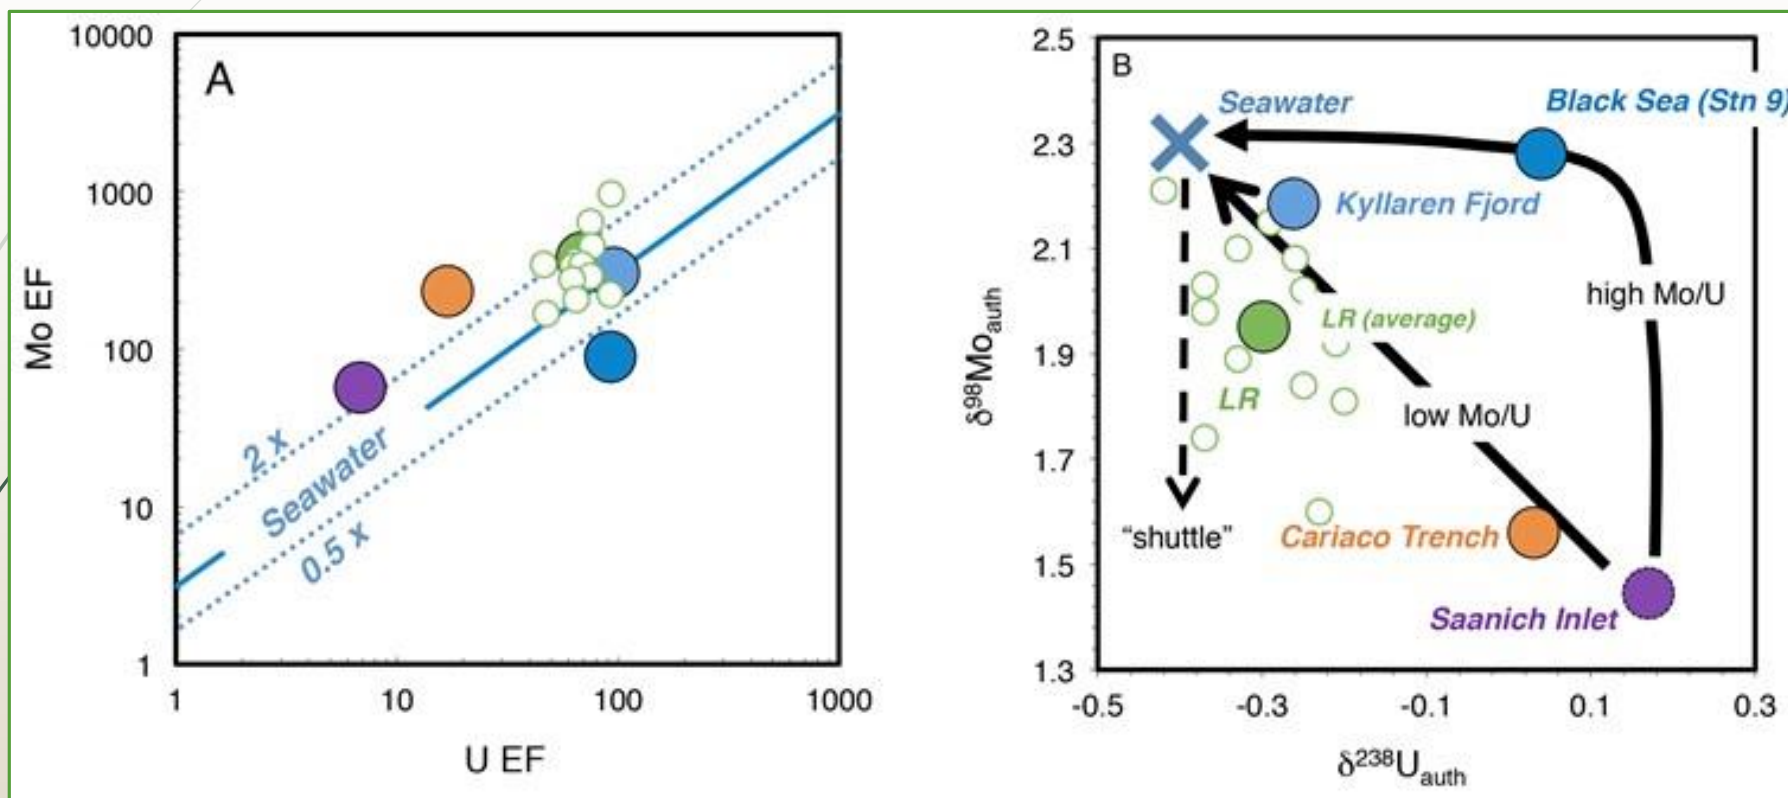 A
10000
1000
100
10
1
Mo EF
1
10
100
1000
U EF
2 x
Seawater
0.5 x
B
2.5
2.3
2.1
1.9
1.7
1.5
1.3
δ⁹⁸Mo_auth
-0.5
-0.3
-0.1
0.1
0.3
δ²³⁸U_auth
Seawater
Black Sea (Stn 9)
Kyllaren Fjord
high Mo/U
LR (average)
LR
low Mo/U
"shuttle"
Cariaco Trench
Saanich Inlet